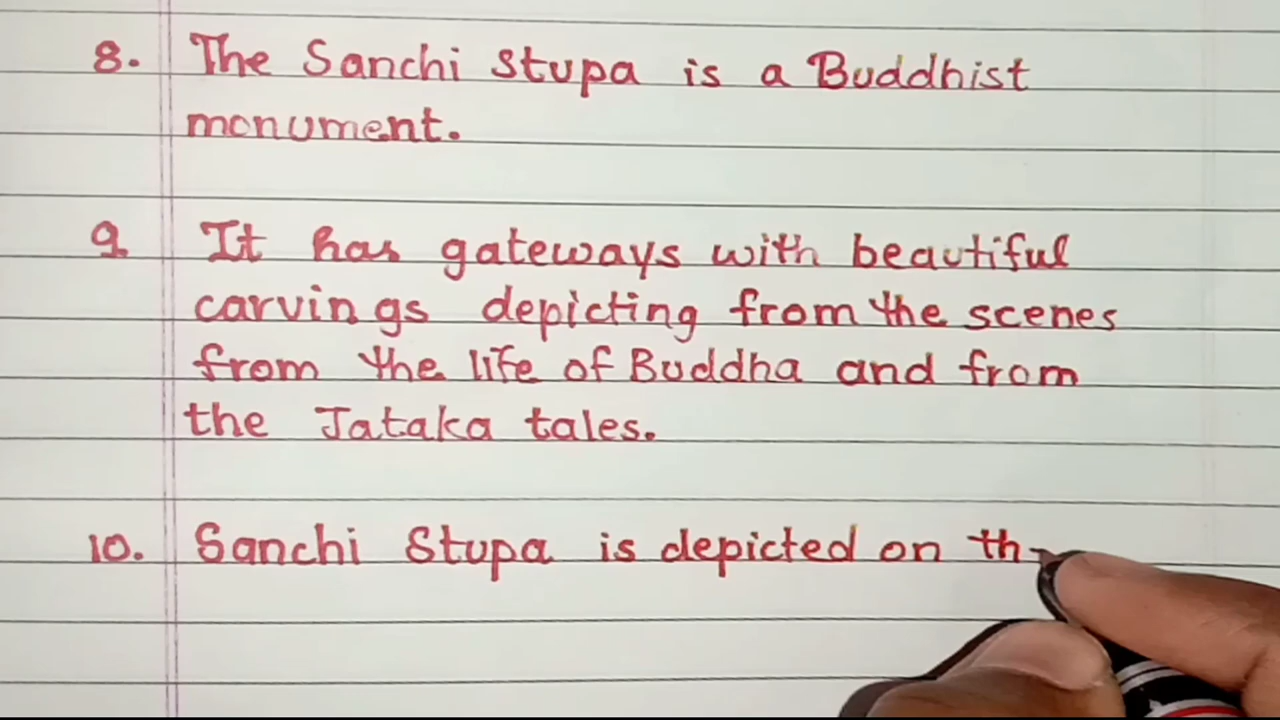 8. The Sanchi Stupa is a Buddhist
monument.
9. It has gateways with beautiful
carvings depicting from the scenes
from the life of Buddha and from
the Jataka tales.
10. Sanchi Stupa is depicted on th